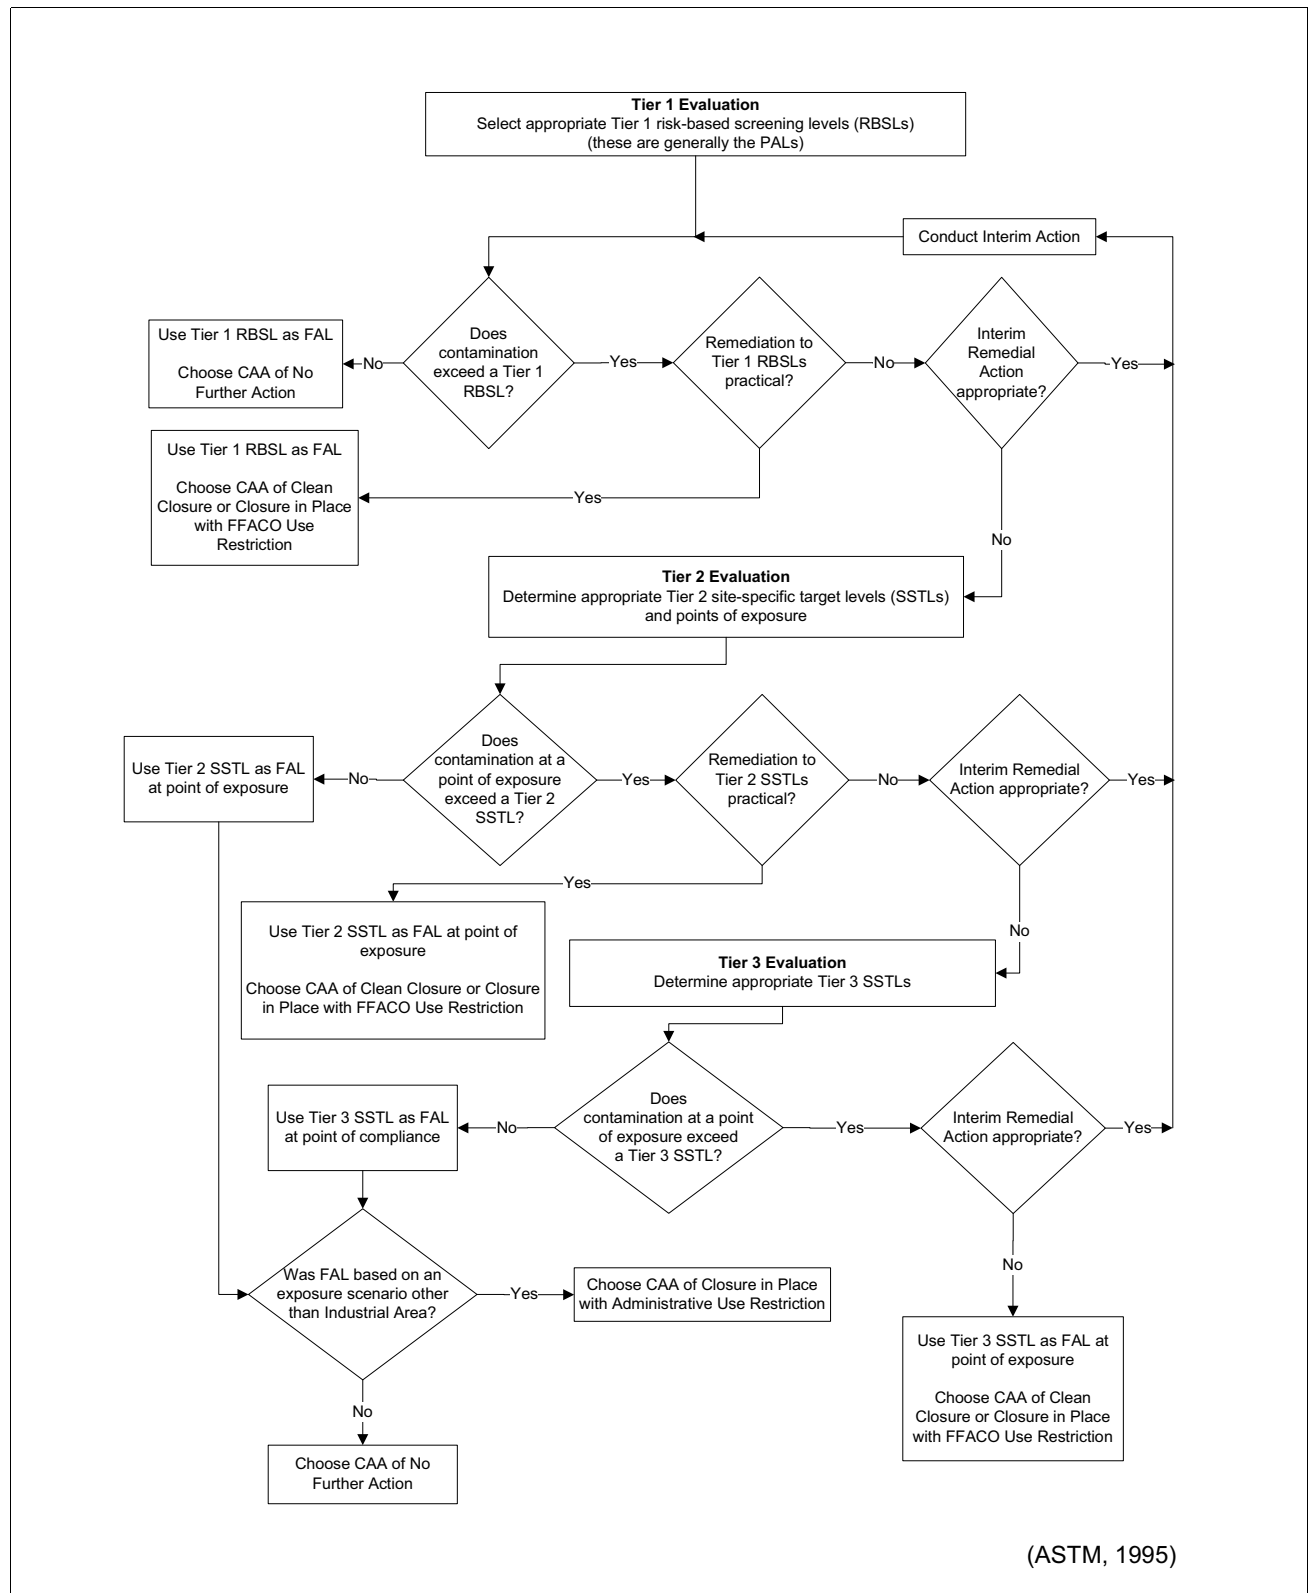 Tier 1 Evaluation
Select appropriate Tier 1 risk-based screening levels (RBSLs)
(these are generally the PALs)
Conduct Interim Action
Use Tier 1 RBSL as FAL
Choose CAA of No
Further Action
No
Does
contamination
exceed a Tier 1
RBSL?
Yes
Remediation to
Tier 1 RBSLs
practical?
No
Interim
Remedial
Action
appropriate?
Yes
Use Tier 1 RBSL as FAL
Choose CAA of Clean
Closure or Closure in Place
with FFACO Use
Restriction
Yes
No
Tier 2 Evaluation
Determine appropriate Tier 2 site-specific target levels (SSTLs)
and points of exposure
Use Tier 2 SSTL as FAL
at point of exposure
No
Does
contamination at a
point of exposure
exceed a Tier 2
SSTL?
Yes
Remediation to
Tier 2 SSTLs
practical?
No
Interim Remedial
Action appropriate?
Yes
Yes
Use Tier 2 SSTL as FAL at point of
exposure
Choose CAA of Clean Closure or Closure
in Place with FFACO Use Restriction
No
Tier 3 Evaluation
Determine appropriate Tier 3 SSTLs
Use Tier 3 SSTL as FAL
at point of compliance
No
Does
contamination at a point
of exposure exceed
a Tier 3 SSTL?
Yes
Interim Remedial
Action appropriate?
Yes
Was FAL based on an
exposure scenario other
than Industrial Area?
Yes
Choose CAA of Closure in Place
with Administrative Use Restriction
No
Use Tier 3 SSTL as FAL at
point of exposure
Choose CAA of Clean
Closure or Closure in Place
with FFACO Use Restriction
No
Choose CAA of No
Further Action
(ASTM, 1995)